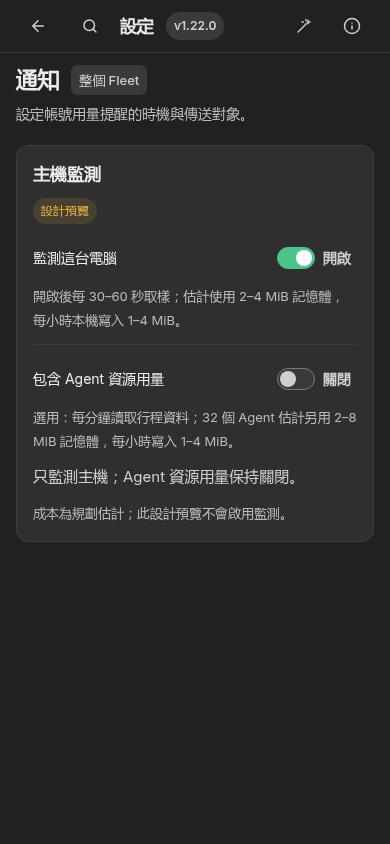 設定 v1.22.0
通知 整個 Fleet
設定帳號用量提醒的時機與傳送對象。
主機監測
設計預覽
監測這台電腦 開啟
開啟後每 30–60 秒取樣；估計使用 2–4 MiB 記憶體，
每小時本機寫入 1–4 MiB。
包含 Agent 資源用量 關閉
選用：每分鐘讀取行程資料；32 個 Agent 估計另用 2–8
MiB 記憶體，每小時寫入 1–4 MiB。
只監測主機；Agent 資源用量保持關閉。
成本為規劃估計；此設計預覽不會啟用監測。